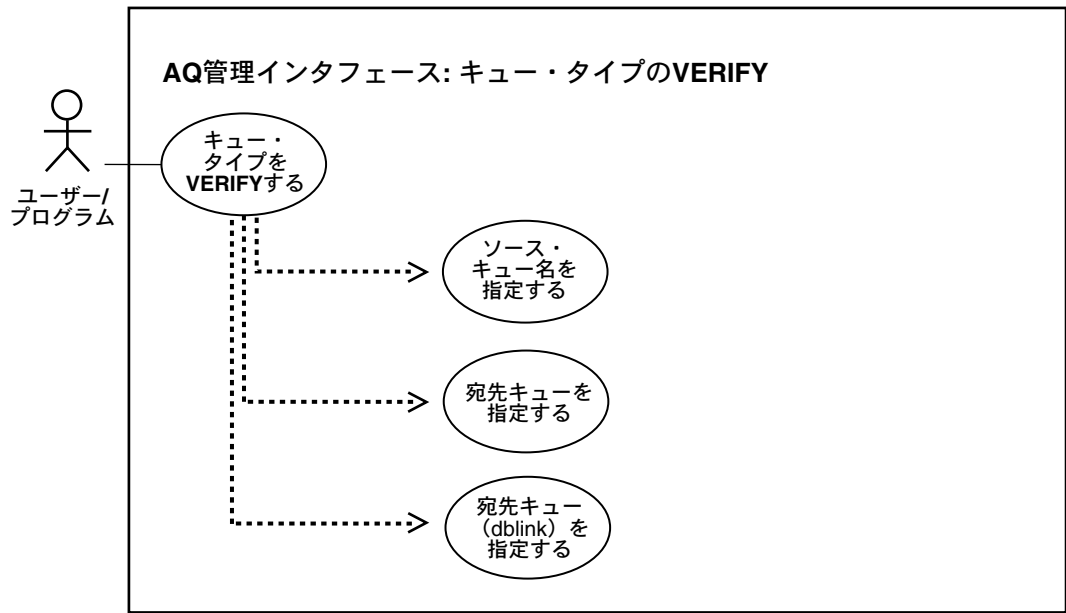 AQ管理インタフェース: キュー・タイプのVERIFY
ユーザー/
プログラム
キュー・
タイプを
VERIFYする
ソース・
キュー名を
指定する
宛先キューを
指定する
宛先キュー
（dblink）を
指定する